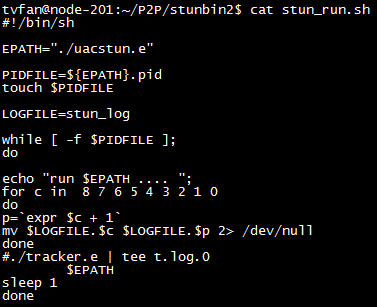 tvfan@node-201:~/P2P/stunbin2$ cat stun_run.sh
#!/bin/sh
EPATH="./uacstun.e"
PIDFILE=${EPATH}.pid
touch $PIDFILE
LOGFILE=stun_log
while [ -f $PIDFILE ];
do
echo "run $EPATH .... ";
for c in  8 7 6 5 4 3 2 1 0
do
p=`expr $c + 1`
mv $LOGFILE.$c $LOGFILE.$p 2> /dev/null
done
#./tracker.e | tee t.log.0
        $EPATH
sleep 1
done